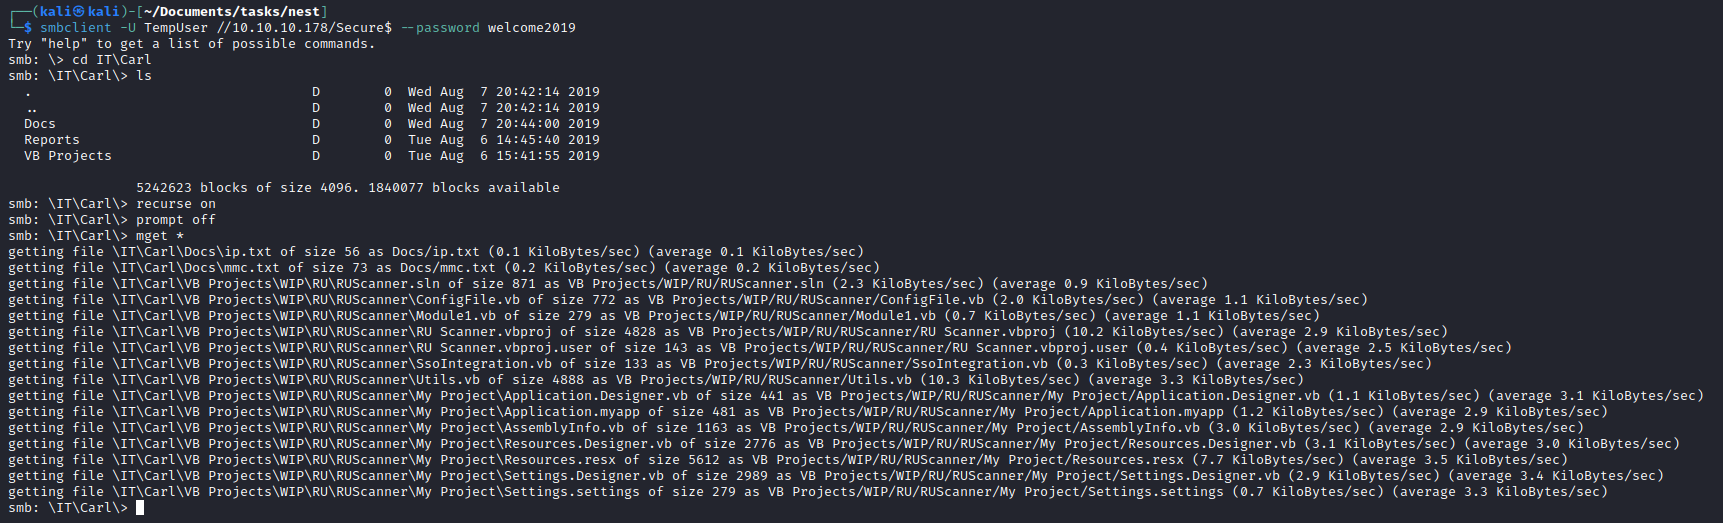 ┌──(kali㉿kali)-[~/Documents/tasks/nest]
└─$ smbclient -U TempUser //10.10.10.178/Secure$ --password welcome2019
Try "help" to get a list of possible commands.
smb: \> cd IT\Carl
smb: \IT\Carl\> ls
  .                                   D        0  Wed Aug  7 20:42:14 2019
  ..                                  D        0  Wed Aug  7 20:42:14 2019
  Docs                                D        0  Wed Aug  7 20:44:00 2019
  Reports                             D        0  Tue Aug  6 14:45:40 2019
  VB Projects                         D        0  Tue Aug  6 15:41:55 2019
                5242623 blocks of size 4096. 1840077 blocks available
smb: \IT\Carl\> recurse on
smb: \IT\Carl\> prompt off
smb: \IT\Carl\> mget *
getting file \IT\Carl\Docs\ip.txt of size 56 as Docs/ip.txt (0.1 KiloBytes/sec) (average 0.1 KiloBytes/sec)
getting file \IT\Carl\Docs\mmc.txt of size 73 as Docs/mmc.txt (0.2 KiloBytes/sec) (average 0.2 KiloBytes/sec)
getting file \IT\Carl\VB Projects\WIP\RU\RUScanner.sln of size 871 as VB Projects/WIP/RU/RUScanner.sln (2.3 KiloBytes/sec) (average 0.9 KiloBytes/sec)
getting file \IT\Carl\VB Projects\WIP\RU\RUScanner\ConfigFile.vb of size 772 as VB Projects/WIP/RU/RUScanner/ConfigFile.vb (2.0 KiloBytes/sec) (average 1.1 KiloBytes/sec)
getting file \IT\Carl\VB Projects\WIP\RU\RUScanner\Module1.vb of size 279 as VB Projects/WIP/RU/RUScanner/Module1.vb (0.7 KiloBytes/sec) (average 1.1 KiloBytes/sec)
getting file \IT\Carl\VB Projects\WIP\RU\RUScanner\RU Scanner.vbproj of size 4828 as VB Projects/WIP/RU/RUScanner/RU Scanner.vbproj (10.2 KiloBytes/sec) (average 2.9 KiloBytes/sec)
getting file \IT\Carl\VB Projects\WIP\RU\RUScanner\RU Scanner.vbproj.user of size 143 as VB Projects/WIP/RU/RUScanner/RU Scanner.vbproj.user (0.4 KiloBytes/sec) (average 2.5 KiloBytes/sec)
getting file \IT\Carl\VB Projects\WIP\RU\RUScanner\SsoIntegration.vb of size 133 as VB Projects/WIP/RU/RUScanner/SsoIntegration.vb (0.3 KiloBytes/sec) (average 2.3 KiloBytes/sec)
getting file \IT\Carl\VB Projects\WIP\RU\RUScanner\Utils.vb of size 4888 as VB Projects/WIP/RU/RUScanner/Utils.vb (10.3 KiloBytes/sec) (average 3.3 KiloBytes/sec)
getting file \IT\Carl\VB Projects\WIP\RU\RUScanner\My Project\Application.Designer.vb of size 441 as VB Projects/WIP/RU/RUScanner/My Project/Application.Designer.vb (1.1 KiloBytes/sec) (average 3.1 KiloBytes/sec)
getting file \IT\Carl\VB Projects\WIP\RU\RUScanner\My Project\Application.myapp of size 481 as VB Projects/WIP/RU/RUScanner/My Project/Application.myapp (1.2 KiloBytes/sec) (average 2.9 KiloBytes/sec)
getting file \IT\Carl\VB Projects\WIP\RU\RUScanner\My Project\AssemblyInfo.vb of size 1163 as VB Projects/WIP/RU/RUScanner/My Project/AssemblyInfo.vb (3.0 KiloBytes/sec) (average 2.9 KiloBytes/sec)
getting file \IT\Carl\VB Projects\WIP\RU\RUScanner\My Project\Resources.Designer.vb of size 2776 as VB Projects/WIP/RU/RUScanner/My Project/Resources.Designer.vb (3.1 KiloBytes/sec) (average 3.0 KiloBytes/sec)
getting file \IT\Carl\VB Projects\WIP\RU\RUScanner\My Project\Resources.resx of size 5612 as VB Projects/WIP/RU/RUScanner/My Project/Resources.resx (7.7 KiloBytes/sec) (average 3.5 KiloBytes/sec)
getting file \IT\Carl\VB Projects\WIP\RU\RUScanner\My Project\Settings.Designer.vb of size 2989 as VB Projects/WIP/RU/RUScanner/My Project/Settings.Designer.vb (2.9 KiloBytes/sec) (average 3.4 KiloBytes/sec)
getting file \IT\Carl\VB Projects\WIP\RU\RUScanner\My Project\Settings.settings of size 279 as VB Projects/WIP/RU/RUScanner/My Project/Settings.settings (0.7 KiloBytes/sec) (average 3.3 KiloBytes/sec)
smb: \IT\Carl\>